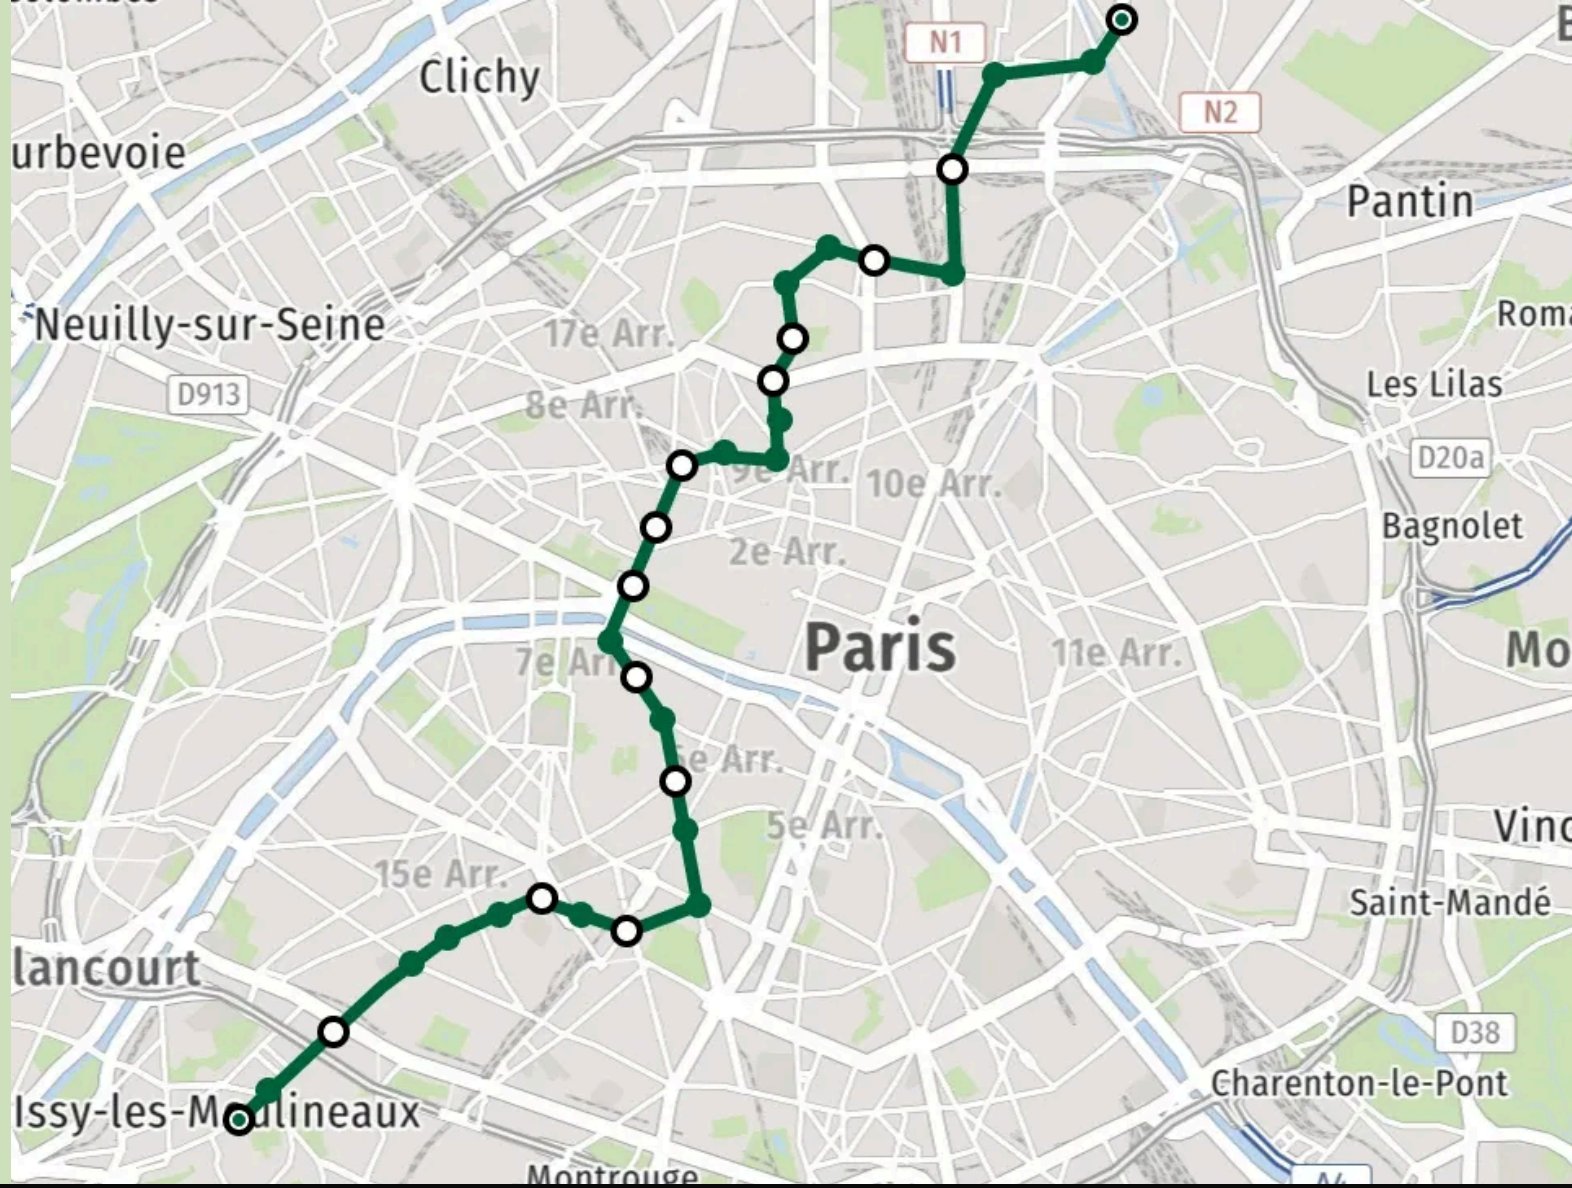 N1
Clichy
N2
urbevoie
Pantin
Neuilly-sur-Seine
17e Arr.
Roma
D913
8e Arr.
Les Lilas
9e Arr.
10e Arr.
D20a
2e Arr.
Bagnolet
Paris
7e Arr
11e Arr.
Mo
6e Arr.
5e Arr.
Vinc
15e Arr.
Saint-Mandé
lancourt
D38
Charenton-le-Pont
Issy-les-Moulineaux
Montrouge
A4